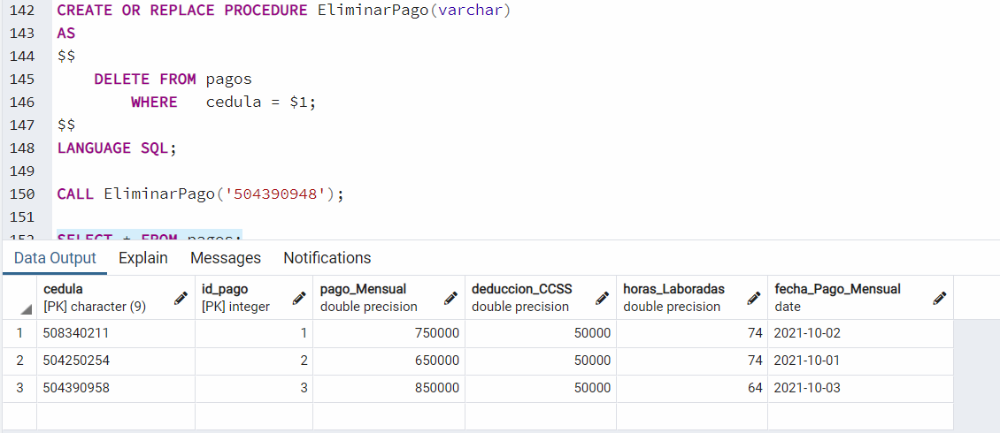 142 CREATE OR REPLACE PROCEDURE EliminarPago(varchar)
143 AS
144 $$
145 DELETE FROM pagos
146 WHERE cedula = $1;
147 $$
148 LANGUAGE SQL;
149
150 CALL EliminarPago('504390948');
151
152 SELECT * FROM pagos;
Data Output Explain Messages Notifications
cedula id_pago pago_Mensual deduccion_CCSS horas_Laboradas fecha_Pago_Mensual
[PK] character (9) [PK] integer double precision double precision double precision date
1 508340211 1 750000 50000 74 2021-10-02
2 504250254 2 650000 50000 74 2021-10-01
3 504390958 3 850000 50000 64 2021-10-03